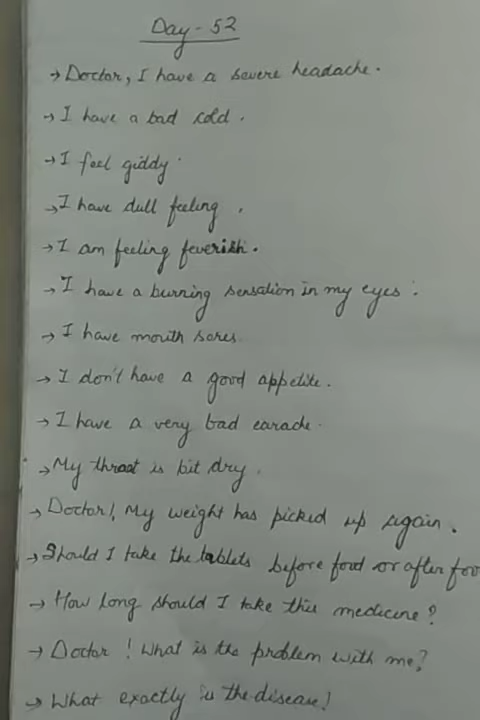 Day - 52
→ Doctor, I have a severe headache.
→ I have a bad cold.
→ I feel giddy.
→ I have dull feeling.
→ I am feeling feverish.
→ I have a burning sensation in my eyes.
→ I have mouth sores.
→ I don't have a good appetite.
→ I have a very bad earache.
→ My throat is bit dry.
→ Doctor! My weight has picked up again.
→ Should I take the tablets before food or after foo
→ How long should I take this medicine?
→ Doctor! What is the problem with me?
→ What exactly is the disease!